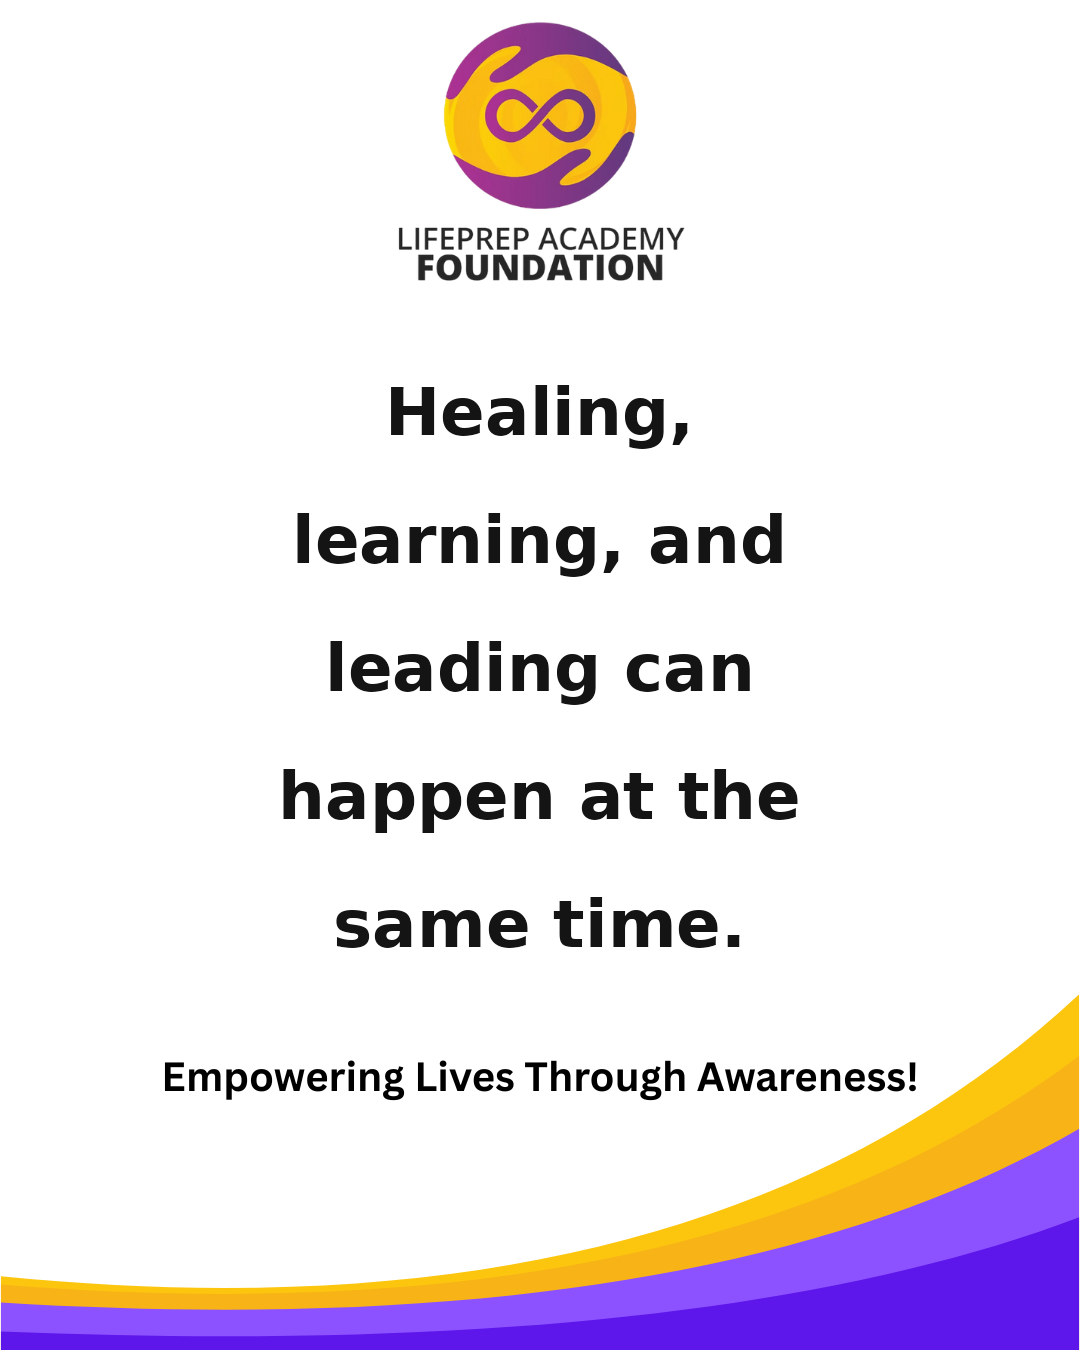 LIFEPREP ACADEMY
FOUNDATION
Healing,
learning, and
leading can
happen at the
same time.
Empowering Lives Through Awareness!